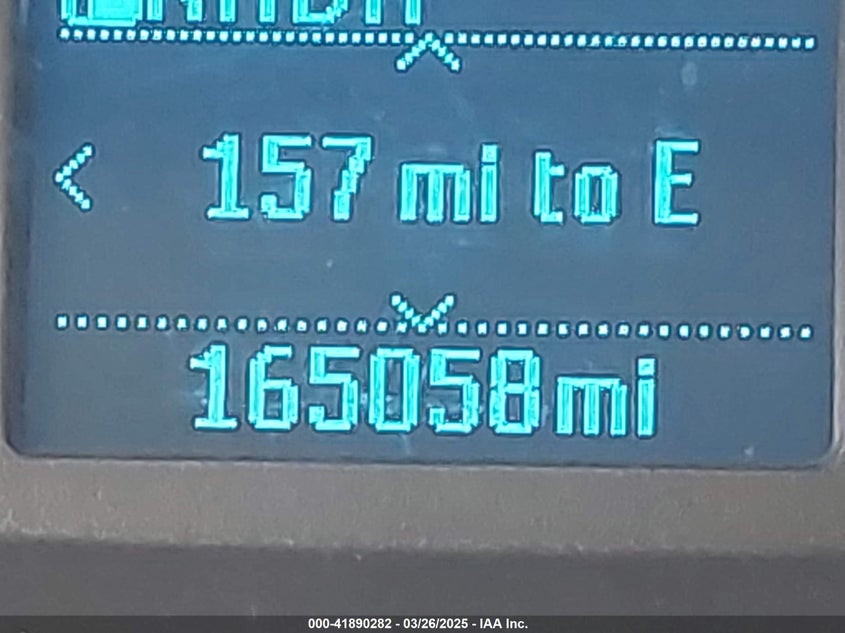 157 mi to E
165058mi
000-41890282 - 03/26/2025 - IAA Inc.